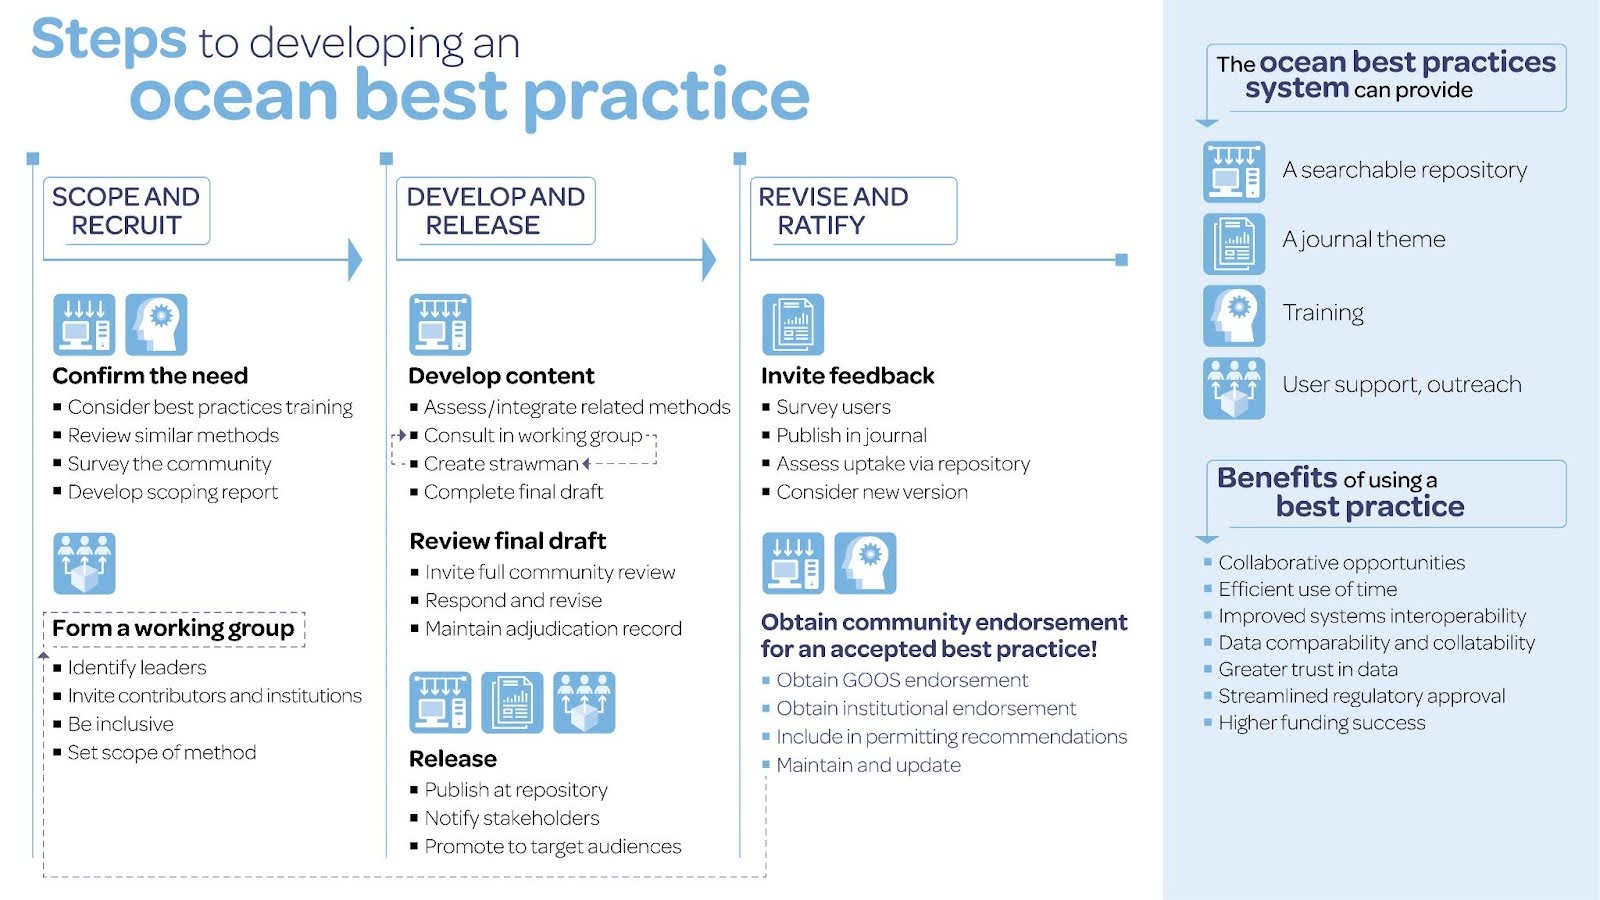 Steps to developing an
ocean best practice
SCOPE AND
RECRUIT
Confirm the need
Consider best practices training
Review similar methods
Survey the community
Develop scoping report
Form a working group
Identify leaders
Invite contributors and institutions
Be inclusive
Set scope of method
DEVELOP AND
RELEASE
Develop content
Assess/integrate related methods
Consult in working group
Create strawman
Complete final draft
Review final draft
Invite full community review
Respond and revise
Maintain adjudication record
Release
Publish at repository
Notify stakeholders
Promote to target audiences
REVISE AND
RATIFY
Invite feedback
Survey users
Publish in journal
Assess uptake via repository
Consider new version
Obtain community endorsement
for an accepted best practice!
Obtain GOOS endorsement
Obtain institutional endorsement
Include in permitting recommendations
Maintain and update
The ocean best practices
system can provide
A searchable repository
A journal theme
Training
User support, outreach
Benefits of using a
best practice
Collaborative opportunities
Efficient use of time
Improved systems interoperability
Data comparability and collatability
Greater trust in data
Streamlined regulatory approval
Higher funding success